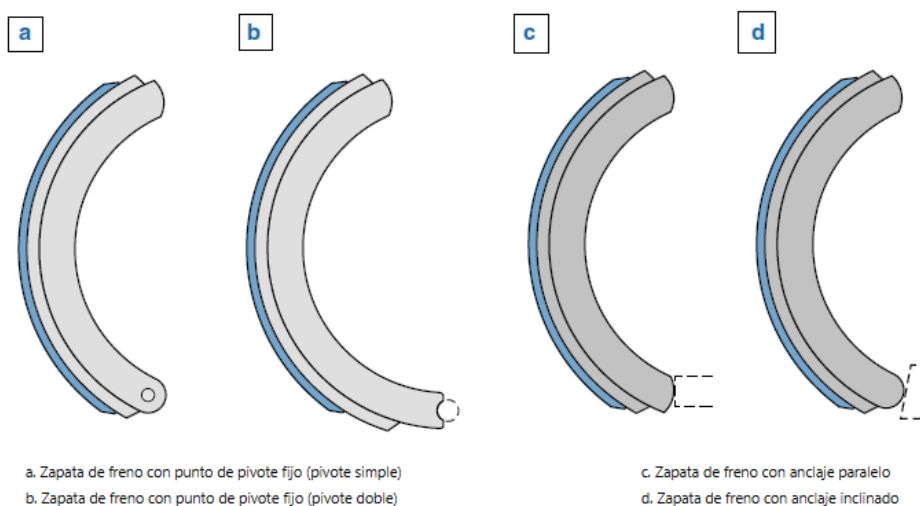 a
b
c
d
a. Zapata de freno con punto de pivote fijo (pivote simple)
b. Zapata de freno con punto de pivote fijo (pivote doble)
c. Zapata de freno con anclaje paralelo
d. Zapata de freno con anclaje inclinado